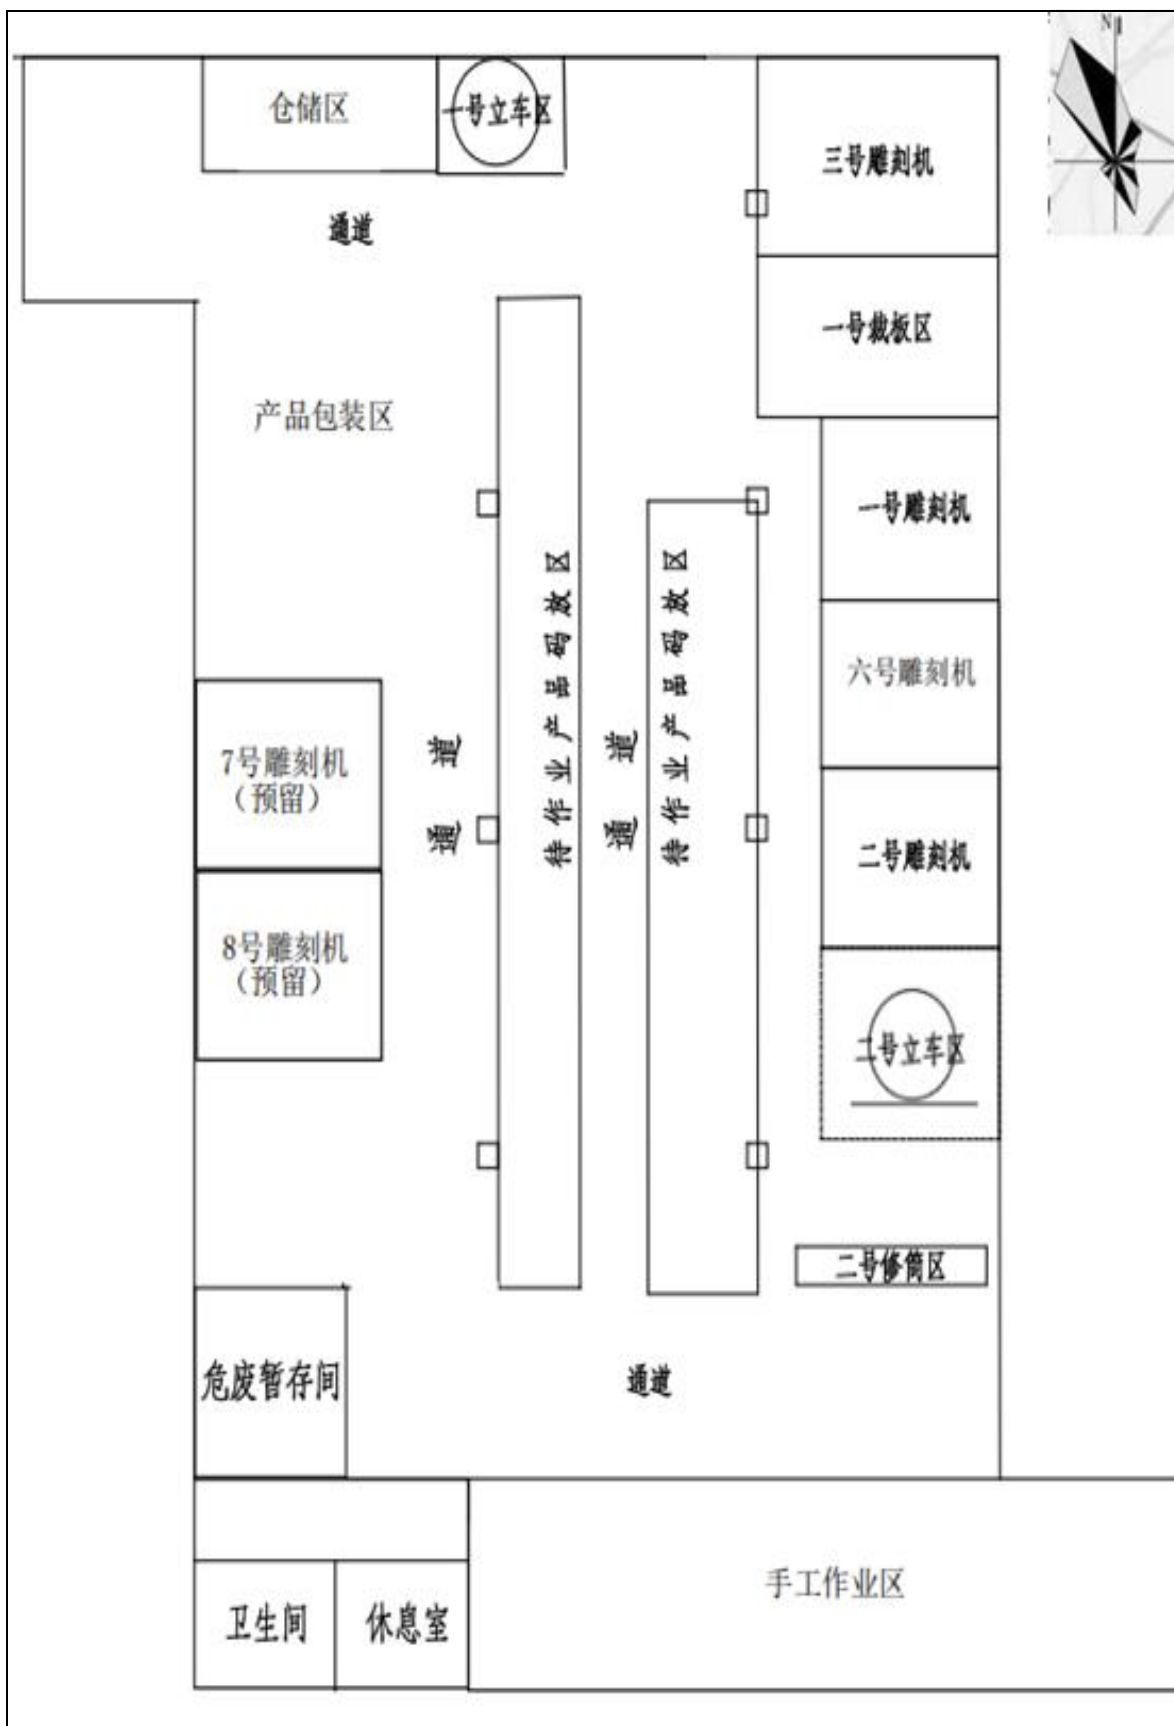 N
仓储区
一号立车区
三号雕刻机
通道
一号裁板区
产品包装区
一号雕刻机
待作业产品码放区
待作业产品码放区
六号雕刻机
通道
通道
7号雕刻机
（预留）
二号雕刻机
8号雕刻机
（预留）
二号立车区
二号修筒区
危废暂存间
通道
手工作业区
卫生间
休息室